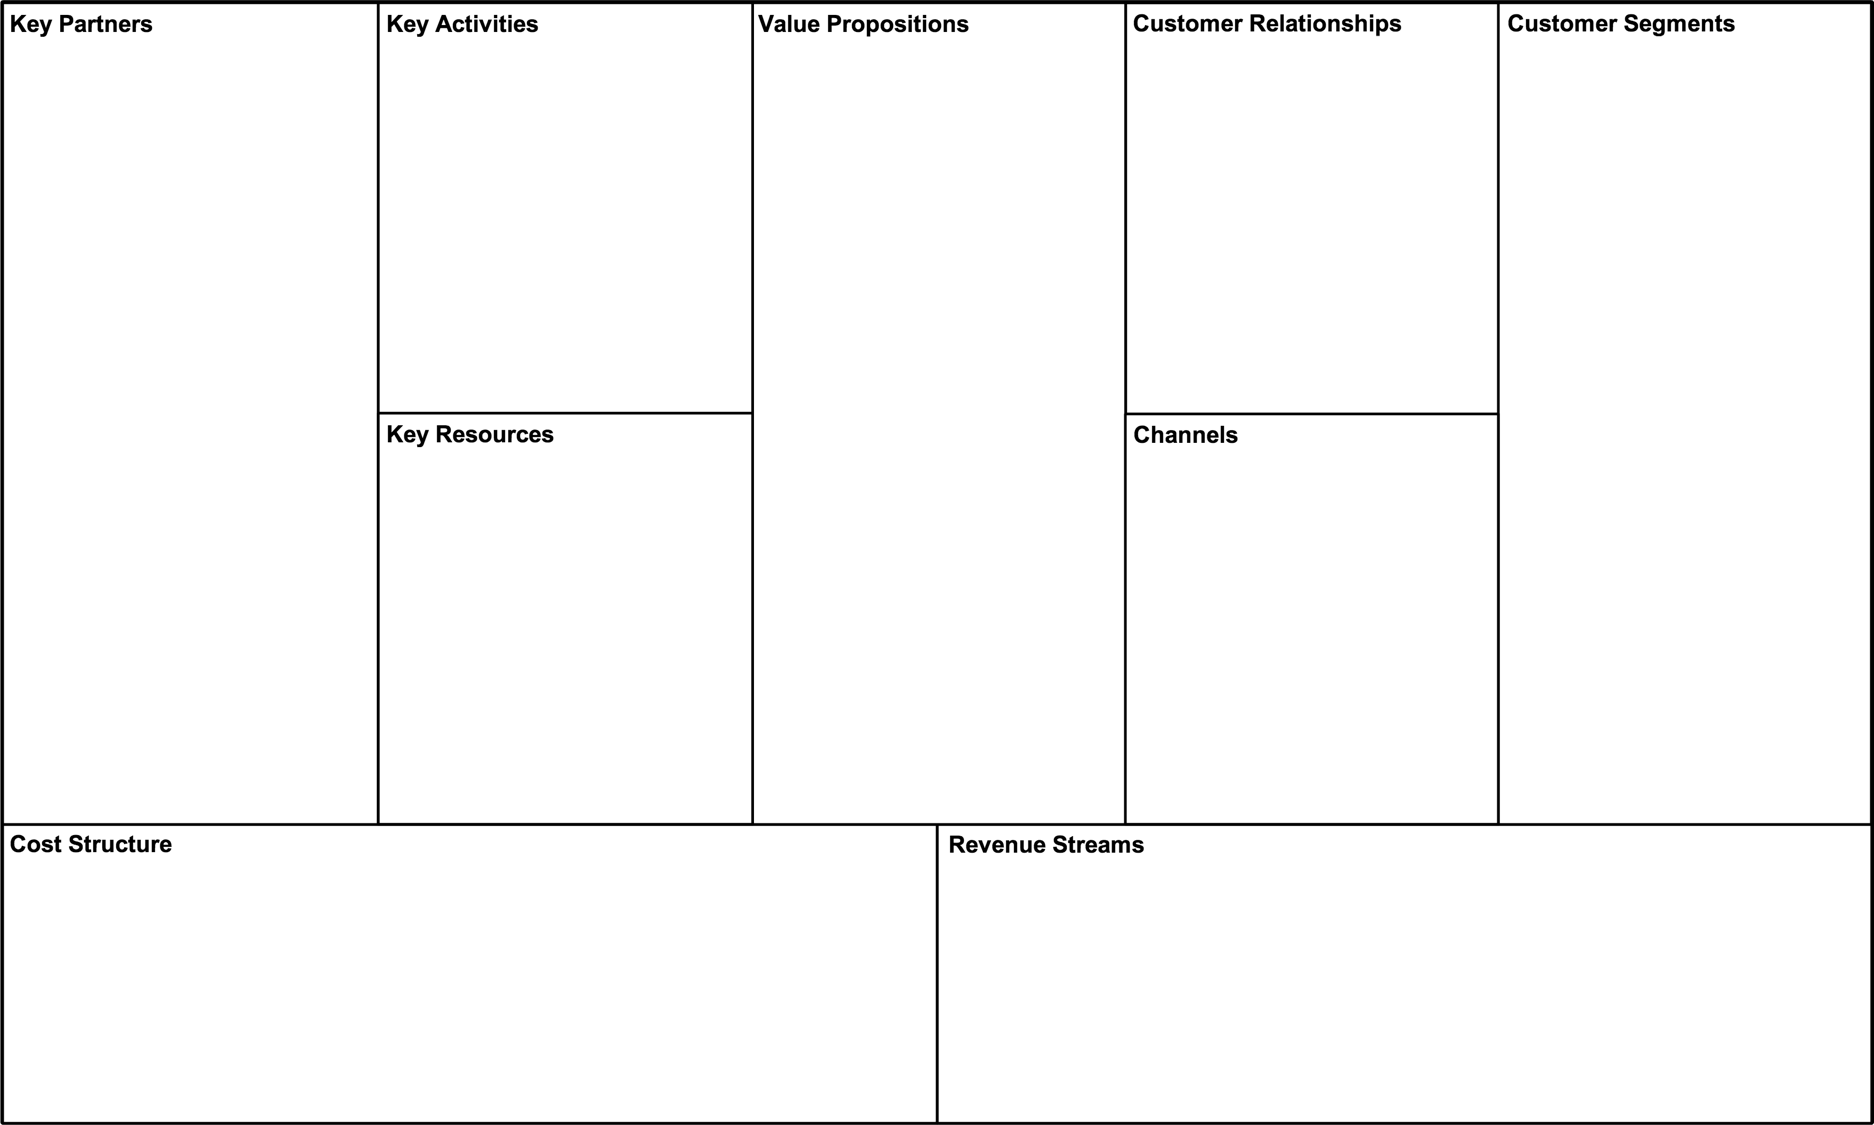 Key Partners
Key Activities
Value Propositions
Customer Relationships
Customer Segments
Key Resources
Channels
Cost Structure
Revenue Streams